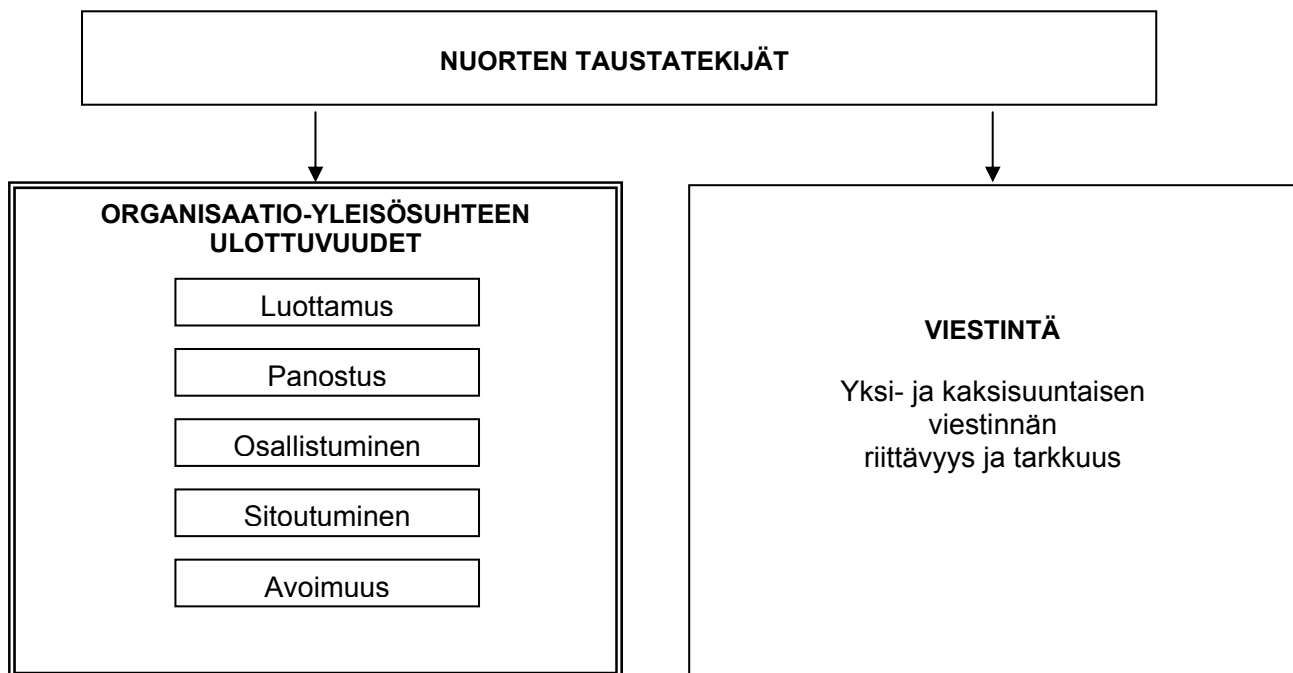 NUORTEN TAUSTATEKIJÄT
ORGANISAATIO-YLEISÖSUHTEEN
ULOTTUVUUDET
Luottamus
Panostus
Osallistuminen
Sitoutuminen
Avoimuus
VIESTINTÄ
Yksi- ja kaksisuuntaisen
viestinnän
riittävyys ja tarkkuus